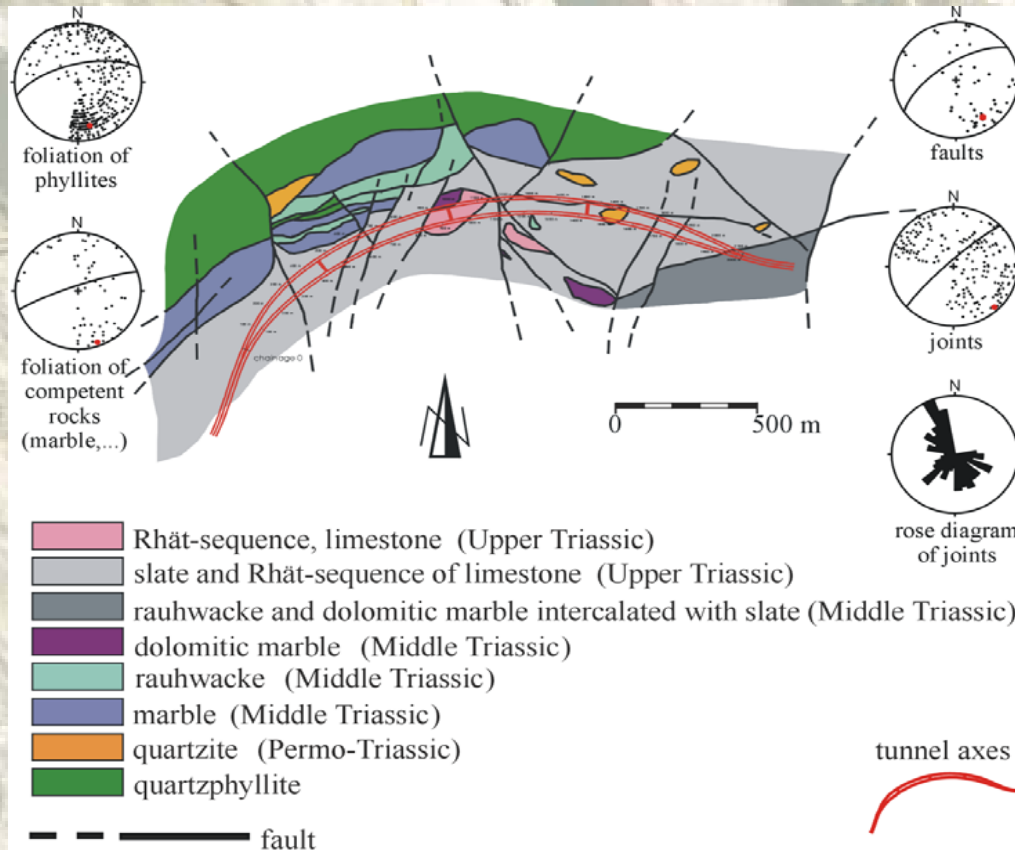 N
foliation of
phyllites
N
foliation of
competent
rocks
(marble,...)
N
faults
N
joints
N
rose diagram
of joints
chainage 0
0
500 m
Rhät-sequence, limestone (Upper Triassic)
slate and Rhät-sequence of limestone (Upper Triassic)
rauhwacke and dolomitic marble intercalated with slate (Middle Triassic)
dolomitic marble (Middle Triassic)
rauhwacke (Middle Triassic)
marble (Middle Triassic)
quartzite (Permo-Triassic)
quartzphyllite
fault
tunnel axes